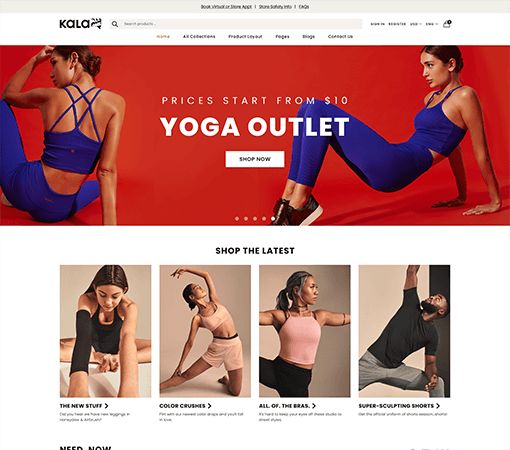 Book Virtual or Store Appt | Store Safety Info | FAQs
KALA
Search products ...
SIGN IN REGISTER USD ENG 0
Home All Collections Product Layout Pages Blogs Contact Us
PRICES START FROM $10
YOGA OUTLET
SHOP NOW
SHOP THE LATEST
THE NEW STUFF
Did you hear we have new leggings in
Honeydew & Airbrush?
COLOR CRUSHES
Flirt with our newest color drops and you'll fall
in love.
ALL. OF. THE. BRAS.
It's hard to keep your eyes off these studio to
street styles.
SUPER-SCULPTING SHORTS
Get the official uniform of shorts season, shorts!
NEED. NOW